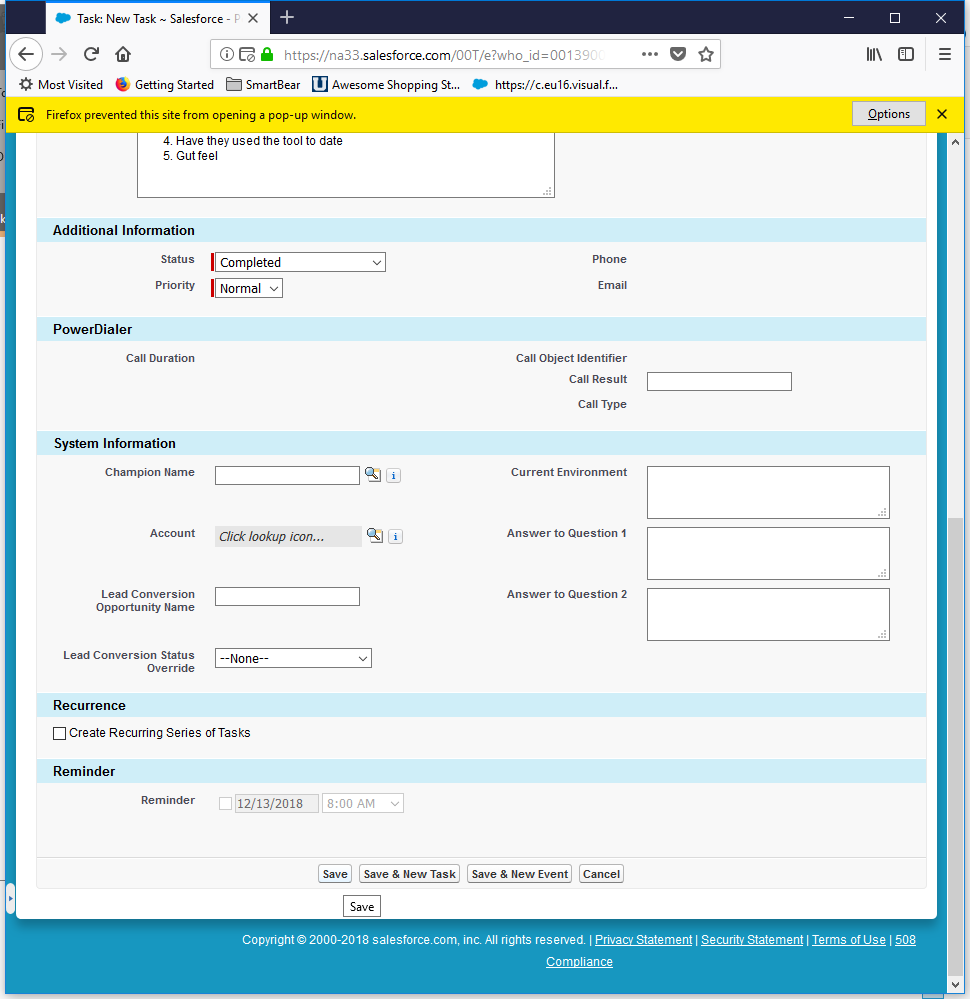 Task: New Task ~ Salesforce - P
https://na33.salesforce.com/00T/e?who_id=0013900
Most Visited Getting Started SmartBear Awesome Shopping St... https://c.eu16.visual.f...
Firefox prevented this site from opening a pop-up window. Options
4. Have they used the tool to date
5. Gut feel
Additional Information
Status Completed Phone
Priority Normal Email
PowerDialer
Call Duration Call Object Identifier
Call Result
Call Type
System Information
Champion Name Current Environment
Account Click lookup icon... Answer to Question 1
Lead Conversion Opportunity Name Answer to Question 2
Lead Conversion Status Override --None--
Recurrence
Create Recurring Series of Tasks
Reminder
Reminder 12/13/2018 8:00 AM
Save Save & New Task Save & New Event Cancel
Save
Copyright © 2000-2018 salesforce.com, inc. All rights reserved. | Privacy Statement | Security Statement | Terms of Use | 508
Compliance